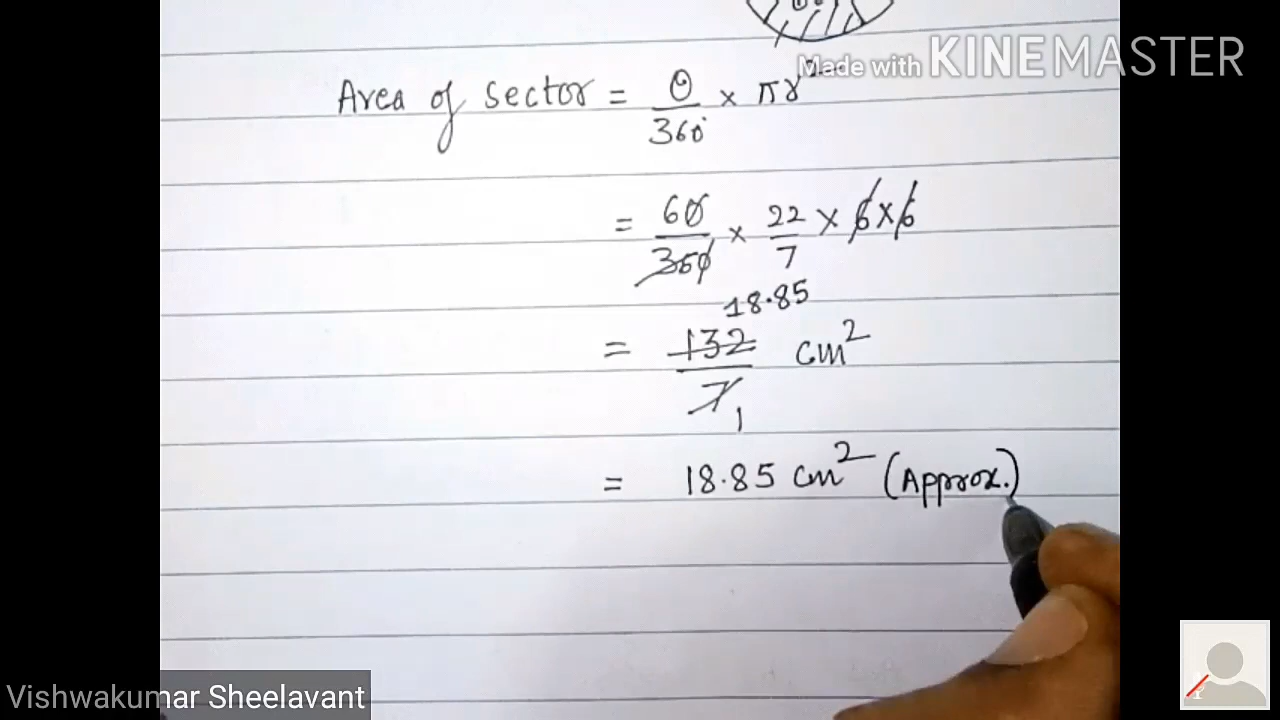 Made with KINEMASTER
Area of sector = θ/360° × πr²
= 60/360 × 22/7 × 6×6
18.85
= 132/7 cm²
1
= 18.85 cm² (Approx.)
Vishwakumar Sheelavant